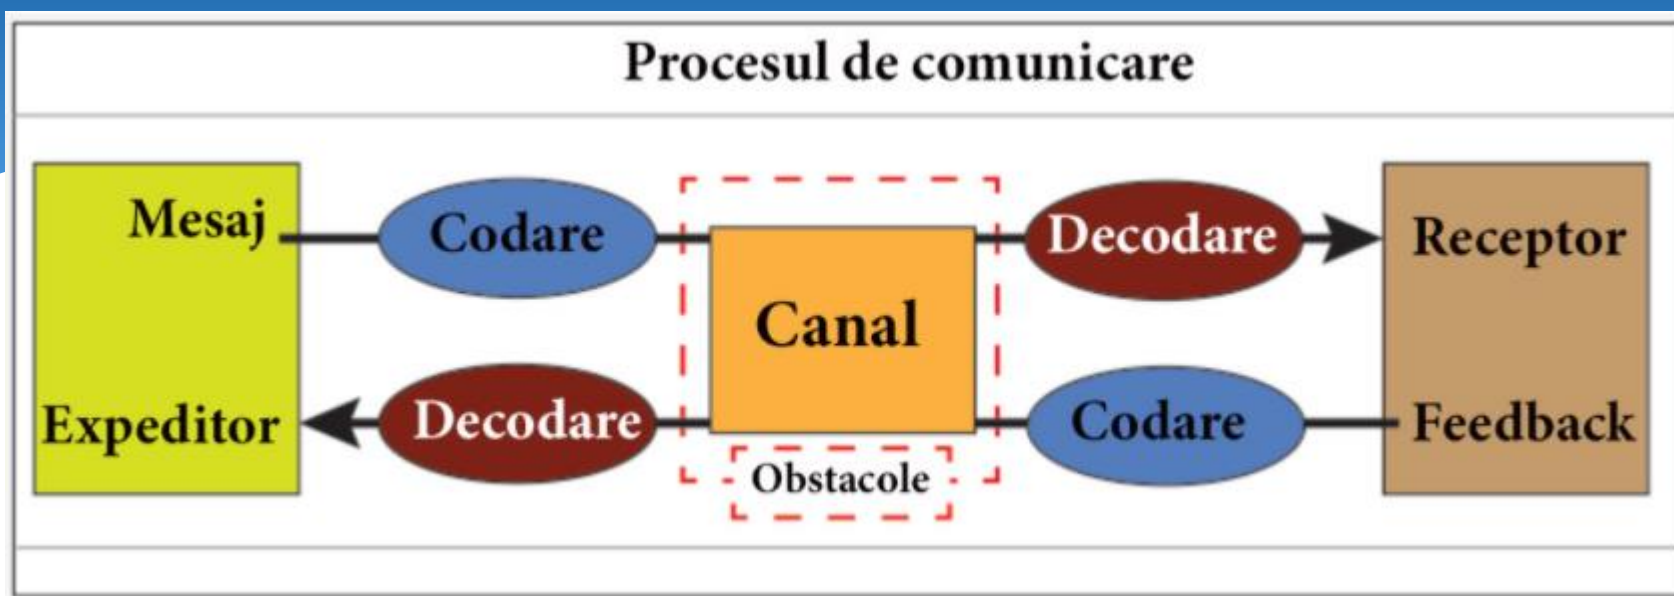 Procesul de comunicare
Mesaj
Codare
Canal
Decodare
Receptor
Expeditor
Decodare
Obstacole
Codare
Feedback